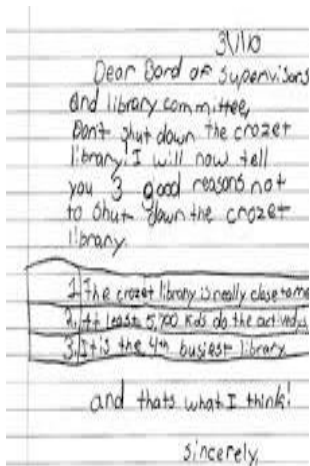 3/1/10
Dear Bord of Supervisors
and library committee,
Don't shut down the crozet
library. I will now tell
you 3 good reasons not
to shut down the crozet
library.
1. The crozet library is really close to me
2. At least 5,700 kids do the activedys
3. It is the 4th busiest library
and thats what I think!
sincerely,